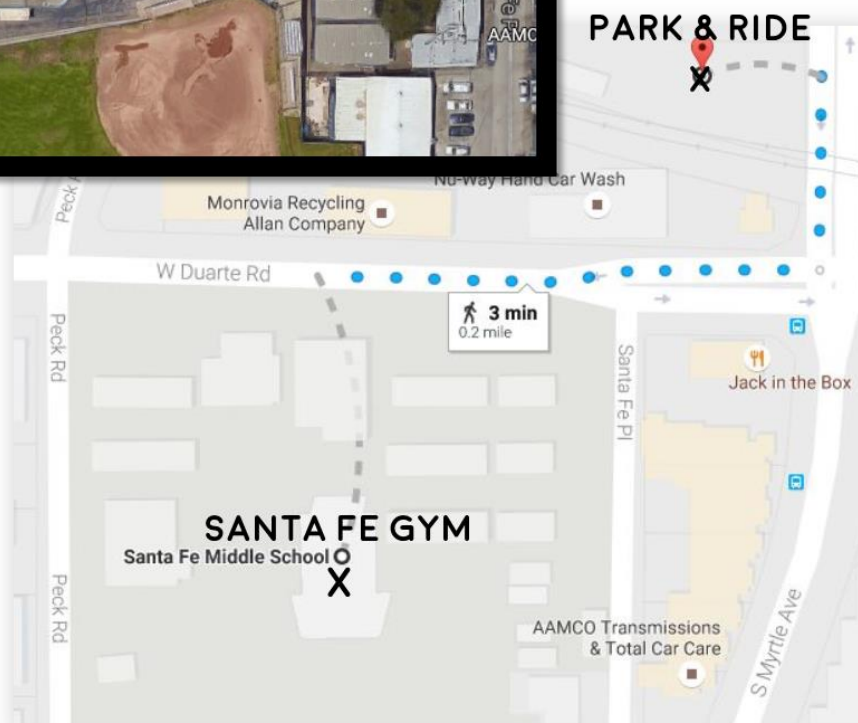 AAMC
PARK & RIDE
X
Peck
Nu-Way Hand Car Wash
Monrovia Recycling
Allan Company
W Duarte Rd
3 min
0.2 mile
Peck Rd
Santa Fe Pl
Jack in the Box
SANTA FE GYM
Santa Fe Middle School
X
Peck Rd
AAMCO Transmissions
& Total Car Care
S Myrtle Ave